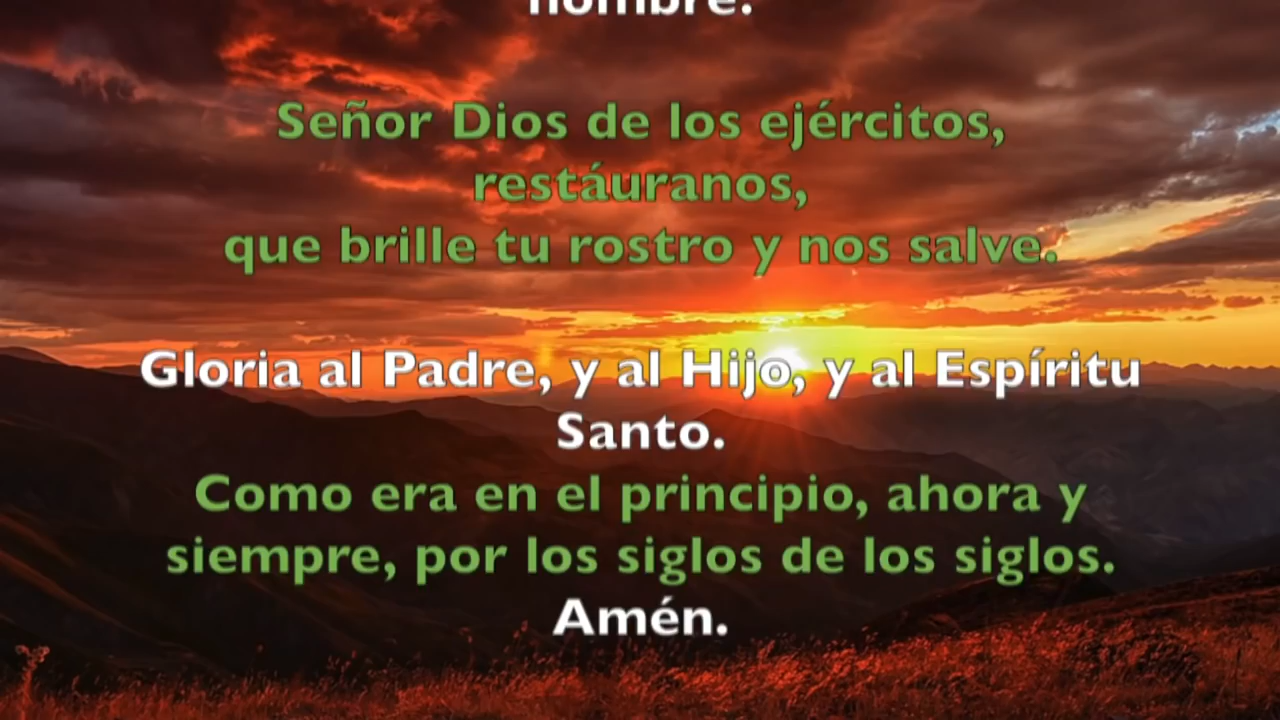 nombre.
Señor Dios de los ejércitos,
restáuranos,
que brille tu rostro y nos salve.
Gloria al Padre, y al Hijo, y al Espíritu
Santo.
Como era en el principio, ahora y
siempre, por los siglos de los siglos.
Amén.